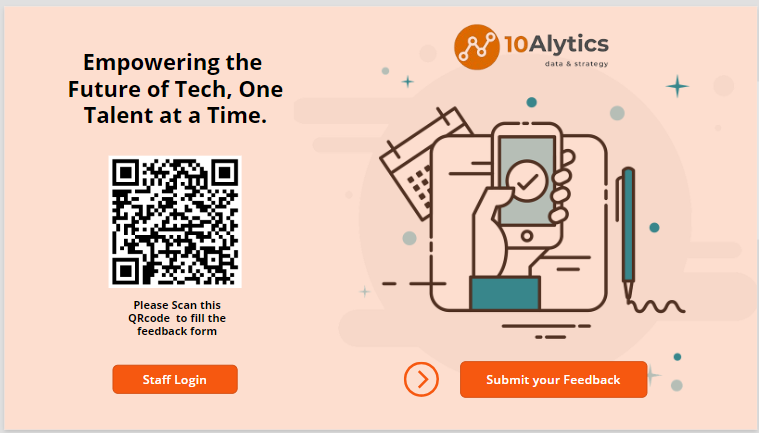 Empowering the
Future of Tech, One
Talent at a Time.
10Alytics
data & strategy
Please Scan this
QRcode to fill the
feedback form
Staff Login
Submit your Feedback